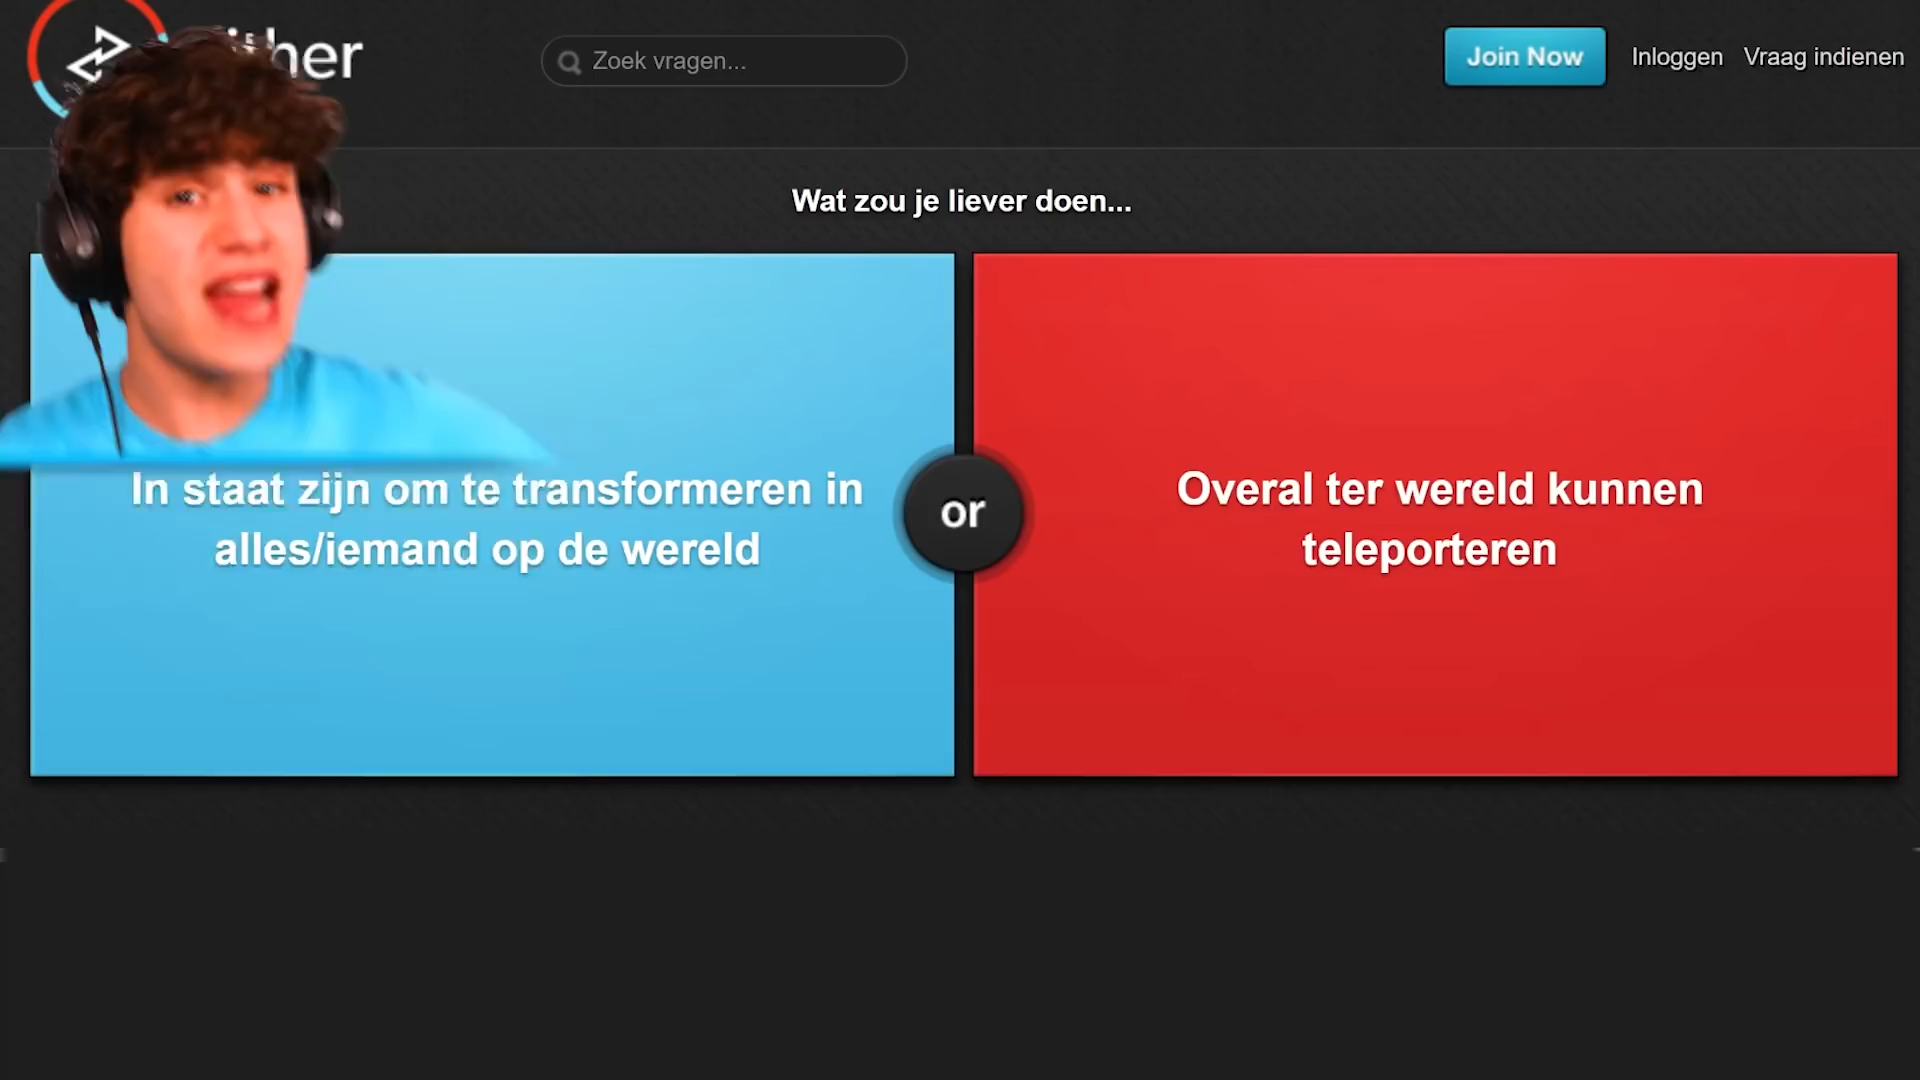 Zoek vragen...
Join Now
Inloggen
Vraag indienen
Wat zou je liever doen...
In staat zijn om te transformeren in
alles/iemand op de wereld
or
Overal ter wereld kunnen
teleporteren